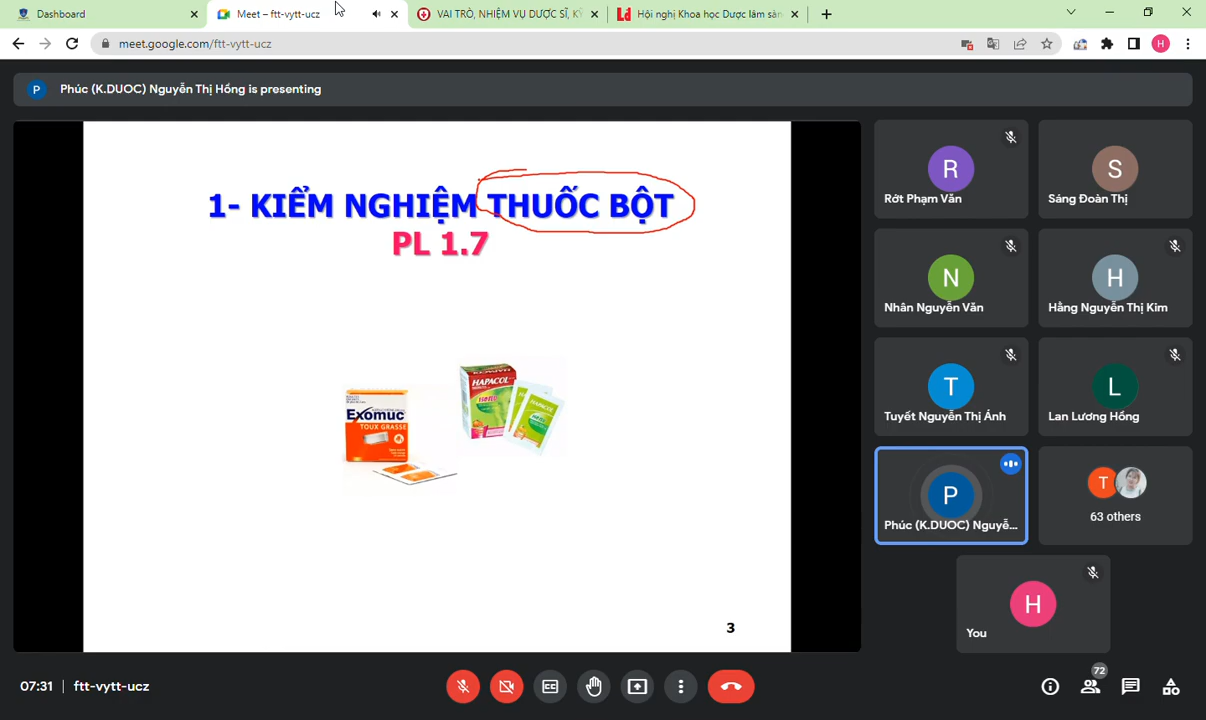 Dashboard
Meet – ftt-vytt-ucz
VAI TRÒ, NHIỆM VỤ DƯỢC SĨ, KỸ
Hội nghị Khoa học Dược lâm sàn
meet.google.com/ftt-vytt-ucz
H
P
Phúc (K.DUOC) Nguyễn Thị Hồng is presenting
1- KIỂM NGHIỆM THUỐC BỘT
PL 1.7
Exomuc
TOUX GRASSE
HAPACOL
3
R
Rớt Phạm Văn
S
Sáng Đoàn Thị
N
Nhân Nguyễn Văn
H
Hằng Nguyễn Thị Kim
T
Tuyết Nguyễn Thị Ánh
L
Lan Lương Hồng
P
Phúc (K.DUOC) Nguyễ...
T
63 others
H
You
07:31 | ftt-vytt-ucz
72